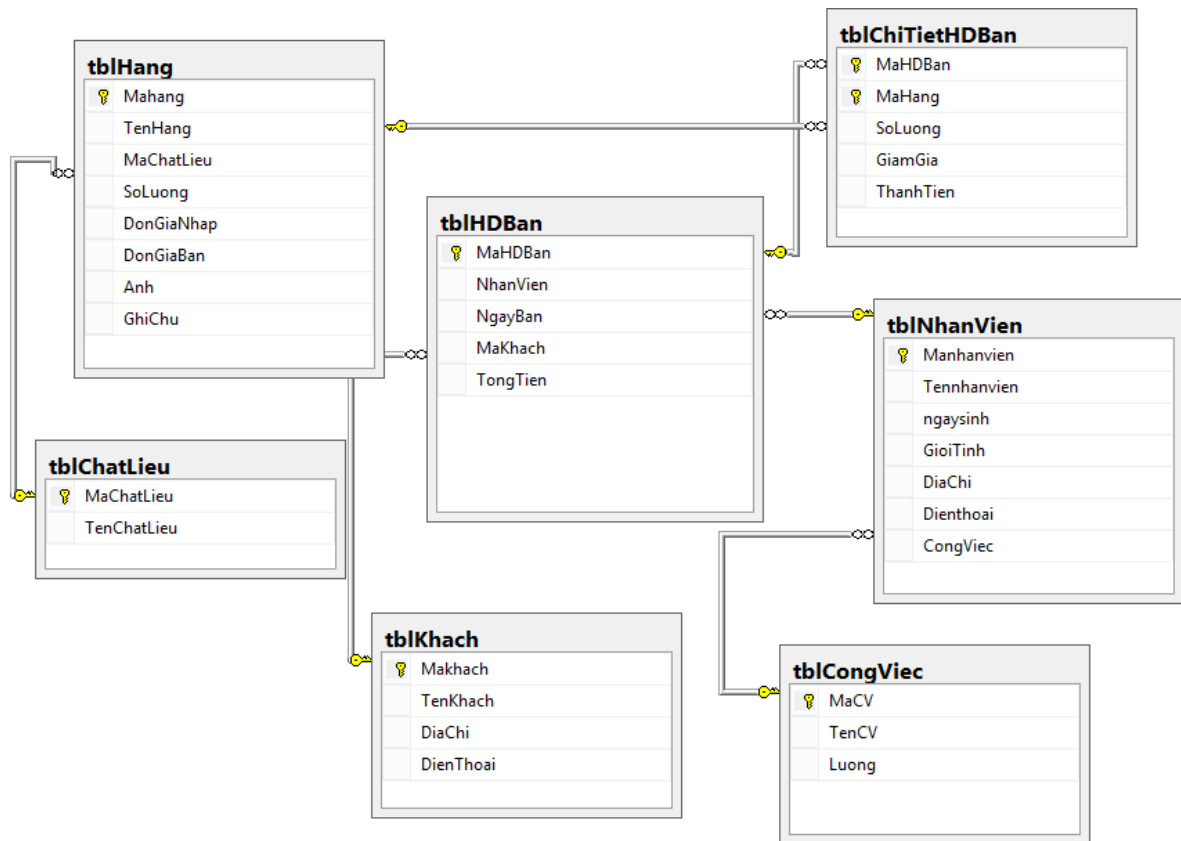 tblHang
Mahang
TenHang
MaChatLieu
SoLuong
DonGiaNhap
DonGiaBan
Anh
GhiChu
tblChiTietHDBan
MaHDBan
MaHang
SoLuong
GiamGia
ThanhTien
tblHDBan
MaHDBan
NhanVien
NgayBan
MaKhach
TongTien
tblNhanVien
Manhanvien
Tennhanvien
ngaysinh
GioiTinh
DiaChi
Dienthoai
CongViec
tblChatLieu
MaChatLieu
TenChatLieu
tblKhach
Makhach
TenKhach
DiaChi
DienThoai
tblCongViec
MaCV
TenCV
Luong